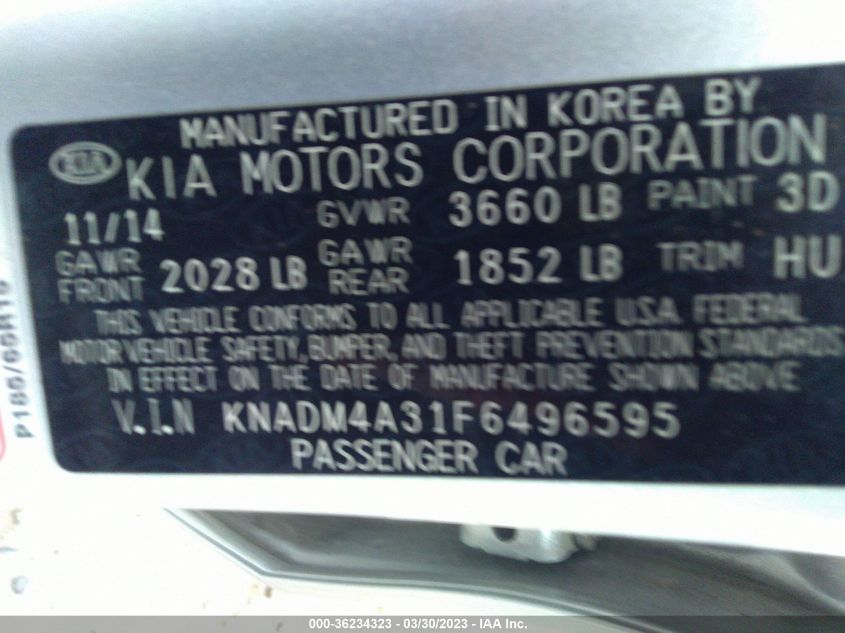 MANUFACTURED IN KOREA BY
KIA KIA MOTORS CORPORATION
11/14 GVWR 3660 LB PAINT 3D
GAWR FRONT 2028 LB GAWR REAR 1852 LB TRIM HU
THIS VEHICLE CONFORMS TO ALL APPLICABLE U.S.A. FEDERAL
MOTOR VEHICLE SAFETY, BUMPER, AND THEFT PREVENTION STANDARDS
IN EFFECT ON THE DATE OF MANUFACTURE SHOWN ABOVE
V.I.N KNADM4A31F6496595
PASSENGER CAR
P185/65R15
000-36234323 - 03/30/2023 - IAA Inc.